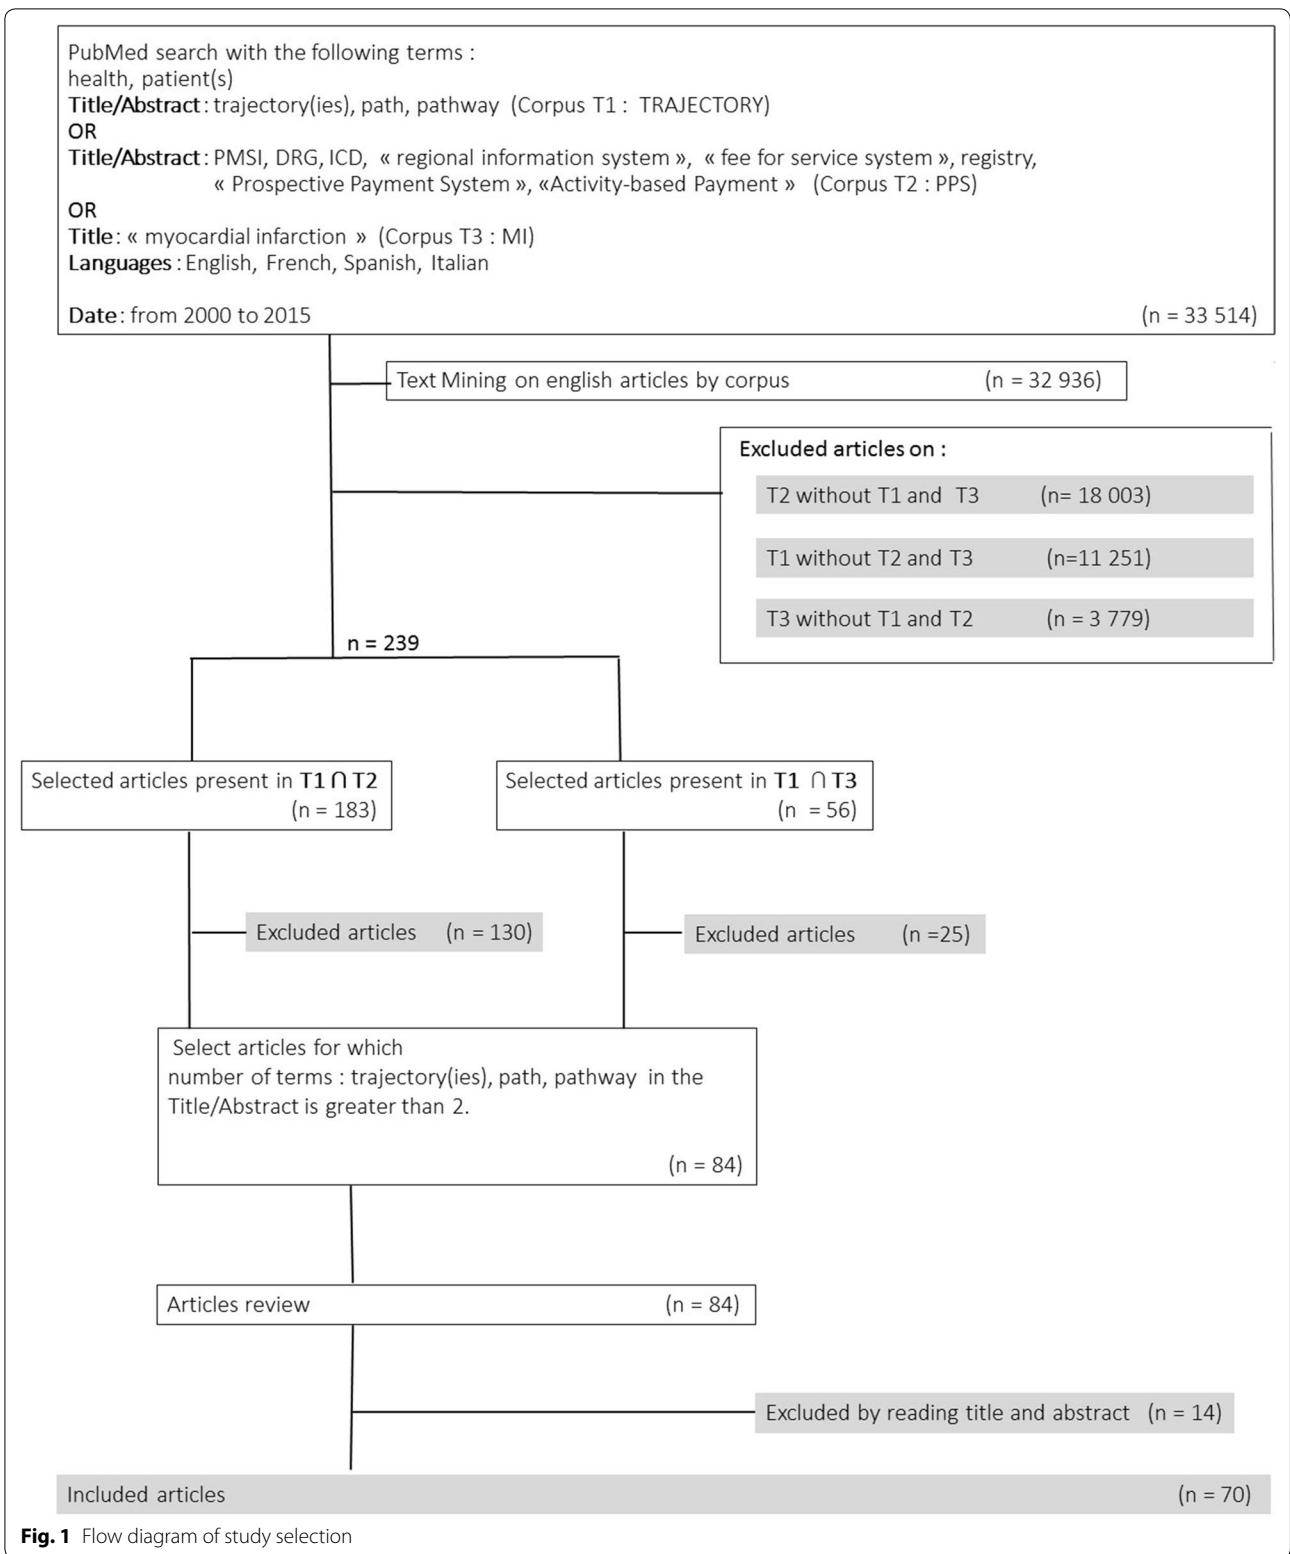 PubMed search with the following terms :
health, patient(s)
Title/Abstract : trajectory(ies), path, pathway (Corpus T1 : TRAJECTORY)
OR
Title/Abstract : PMSI, DRG, ICD, « regional information system », « fee for service system », registry,
« Prospective Payment System », «Activity-based Payment » (Corpus T2 : PPS)
OR
Title : « myocardial infarction » (Corpus T3 : MI)
Languages : English, French, Spanish, Italian
Date : from 2000 to 2015 (n = 33 514)
Text Mining on english articles by corpus (n = 32 936)
Excluded articles on :
T2 without T1 and T3 (n= 18 003)
T1 without T2 and T3 (n=11 251)
T3 without T1 and T2 (n = 3 779)
n = 239
Selected articles present in T1 ∩ T2
(n = 183)
Selected articles present in T1 ∩ T3
(n = 56)
Excluded articles (n = 130)
Excluded articles (n =25)
Select articles for which
number of terms : trajectory(ies), path, pathway in the
Title/Abstract is greater than 2.
(n = 84)
Articles review (n = 84)
Excluded by reading title and abstract (n = 14)
Included articles (n = 70)
Fig. 1 Flow diagram of study selection